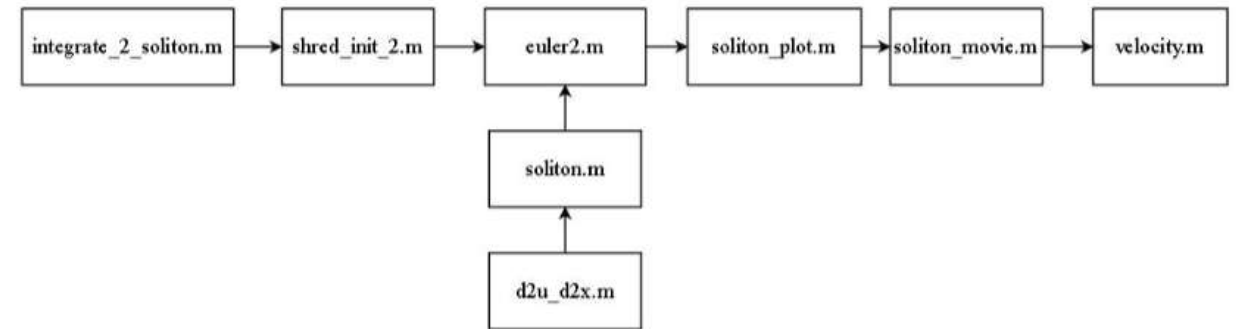 integrate_2_soliton.m
shred_init_2.m
euler2.m
soliton_plot.m
soliton_movie.m
velocity.m
soliton.m
d2u_d2x.m